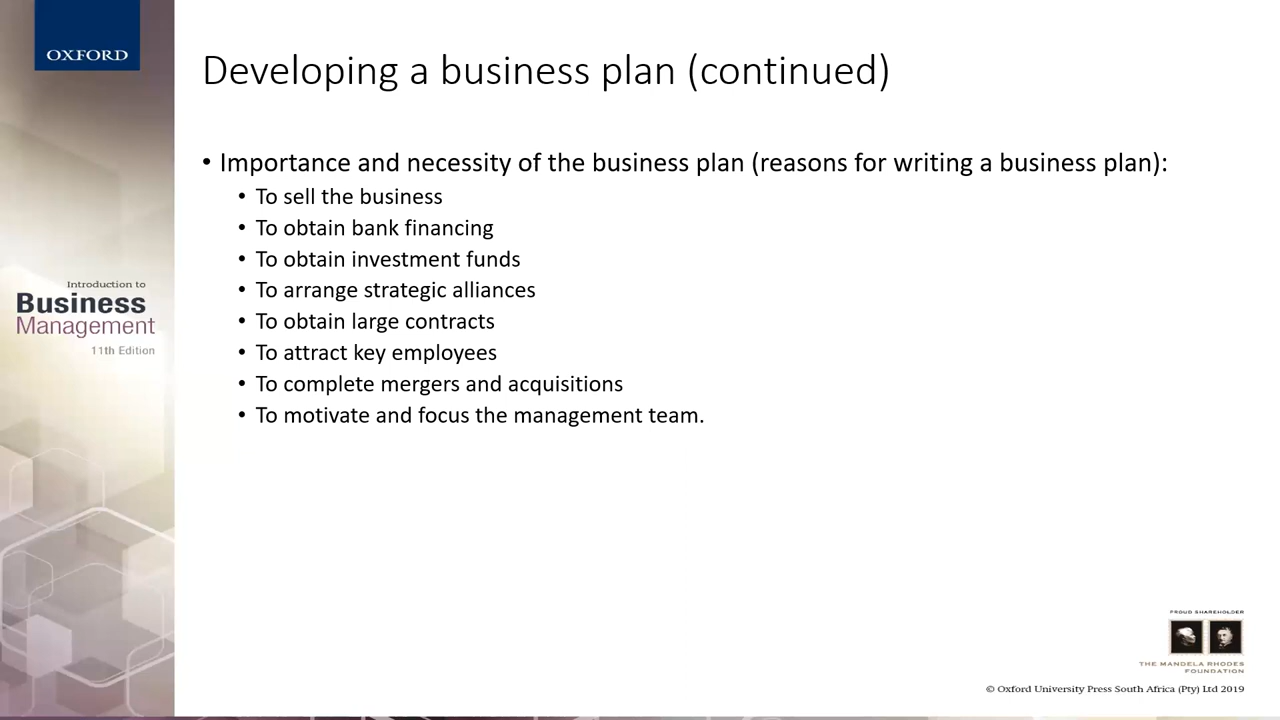 OXFORD
Developing a business plan (continued)
• Importance and necessity of the business plan (reasons for writing a business plan):
• To sell the business
• To obtain bank financing
• To obtain investment funds
• To arrange strategic alliances
• To obtain large contracts
• To attract key employees
• To complete mergers and acquisitions
• To motivate and focus the management team.
Introduction to
Business
Management
11th Edition
PROUD SHAREHOLDER
THE MANDELA RHODES
FOUNDATION
© Oxford University Press South Africa (Pty) Ltd 2019